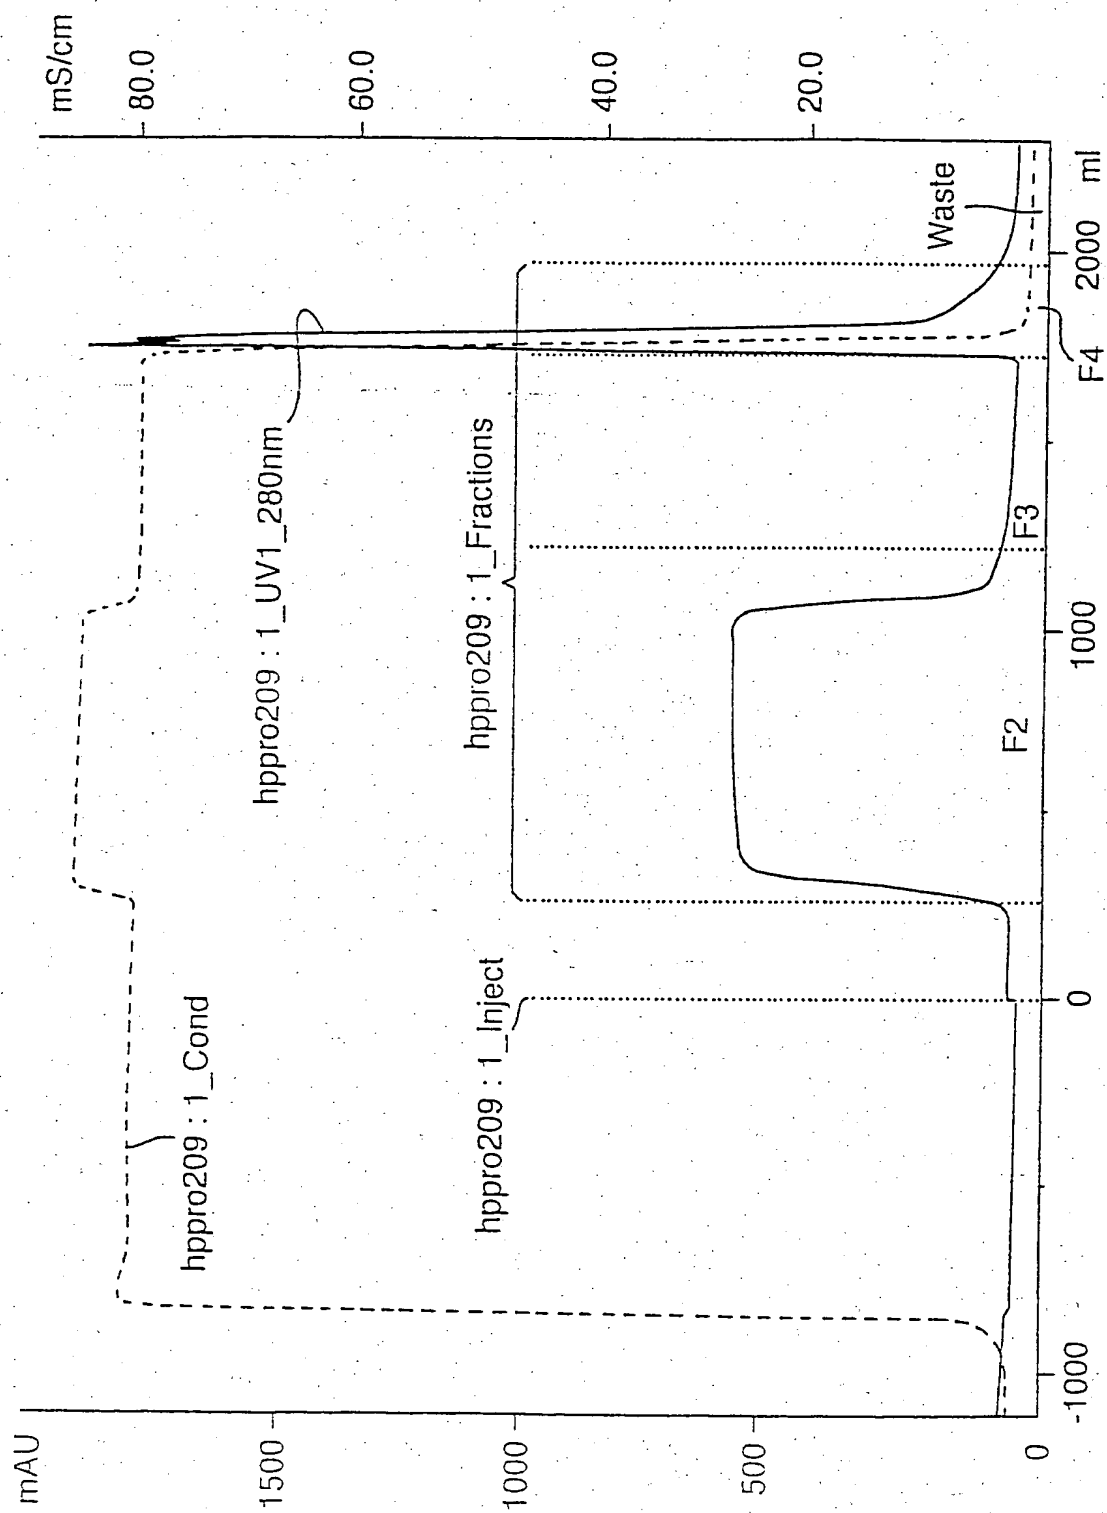 mAU
mS/cm
1500
1000
500
0
80.0
60.0
40.0
20.0
hppro209 : 1_Cond
hppro209 : 1_UV1_280nm
hppro209 : 1_Inject
hppro209 : 1_Fractions
F2
F3
F4
Waste
-1000
0
1000
2000
ml